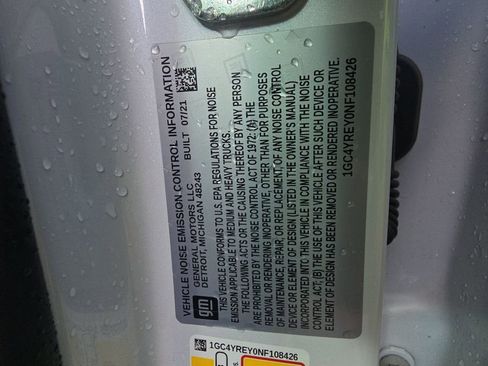 VEHICLE NOISE EMISSION CONTROL INFORMATION
GENERAL MOTORS LLC
DETROIT, MICHIGAN 48243
BUILT 07/21
gm
THIS VEHICLE CONFORMS TO U.S. EPA REGULATIONS FOR NOISE
EMISSION APPLICABLE TO MEDIUM AND HEAVY TRUCKS.
THE FOLLOWING ACTS OR THE CAUSING THEREOF BY ANY PERSON
ARE PROHIBITED BY THE NOISE CONTROL ACT OF 1972: (A) THE
REMOVAL OR RENDERING INOPERATIVE, OTHER THAN FOR PURPOSES
OF MAINTENANCE, REPAIR, OR REPLACEMENT, OF ANY NOISE CONTROL
DEVICE OR ELEMENT OF DESIGN (LISTED IN THE OWNER'S MANUAL)
INCORPORATED INTO THIS VEHICLE IN COMPLIANCE WITH THE NOISE
CONTROL ACT; (B) THE USE OF THIS VEHICLE AFTER SUCH DEVICE OR
ELEMENT OF DESIGN HAS BEEN REMOVED OR RENDERED INOPERATIVE.
1GC4YREY0NF108426
1GC4YREY0NF108426